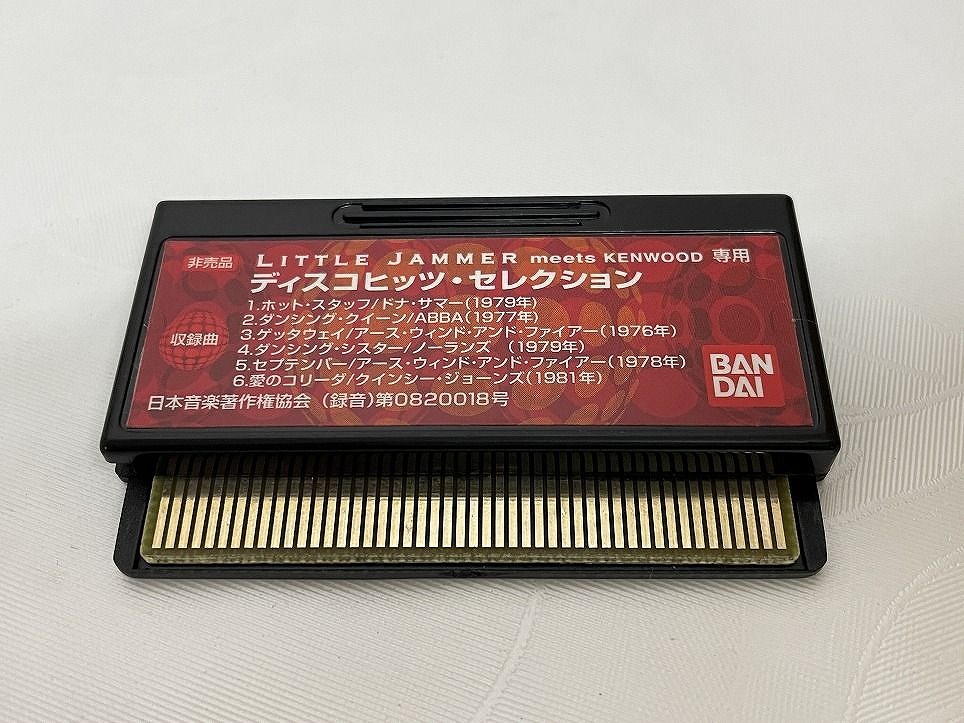 非売品 LITTLE JAMMER meets KENWOOD 専用
ディスコヒッツ・セレクション
収録曲
1.ホット・スタッフ/ドナ・サマー(1979年)
2.ダンシング・クイーン/ABBA(1977年)
3.ゲッタウェイ/アース・ウィンド・アンド・ファイアー(1976年)
4.ダンシング・シスター/ノーランズ (1979年)
5.セプテンバー/アース・ウィンド・アンド・ファイアー(1978年)
6.愛のコリーダ/クインシー・ジョーンズ(1981年)
日本音楽著作権協会 (録音)第0820018号
BAN
DAI